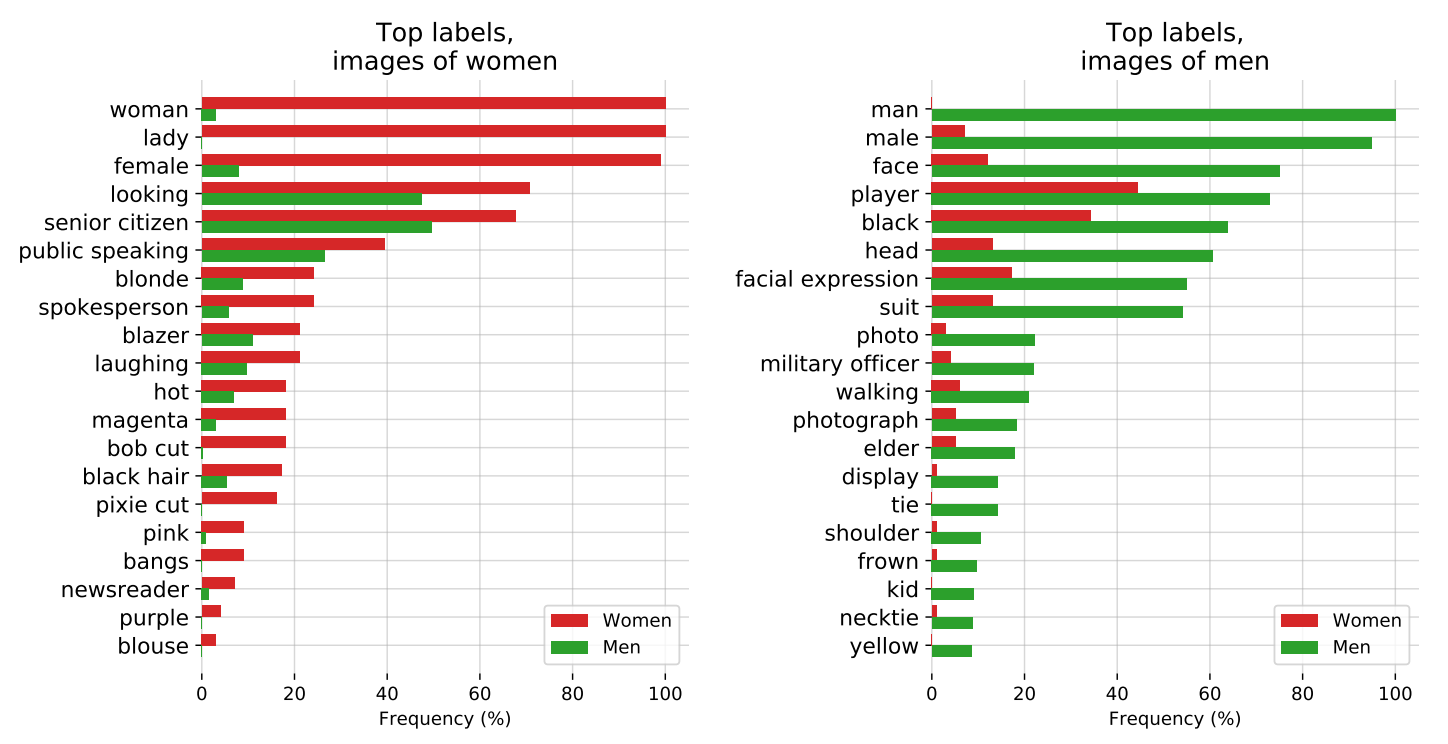 Top labels,
images of women
woman
lady
female
looking
senior citizen
public speaking
blonde
spokesperson
blazer
laughing
hot
magenta
bob cut
black hair
pixie cut
pink
bangs
newsreader
purple
blouse
Women
Men
0 20 40 60 80 100
Frequency (%)
Top labels,
images of men
man
male
face
player
black
head
facial expression
suit
photo
military officer
walking
photograph
elder
display
tie
shoulder
frown
kid
necktie
yellow
Women
Men
0 20 40 60 80 100
Frequency (%)